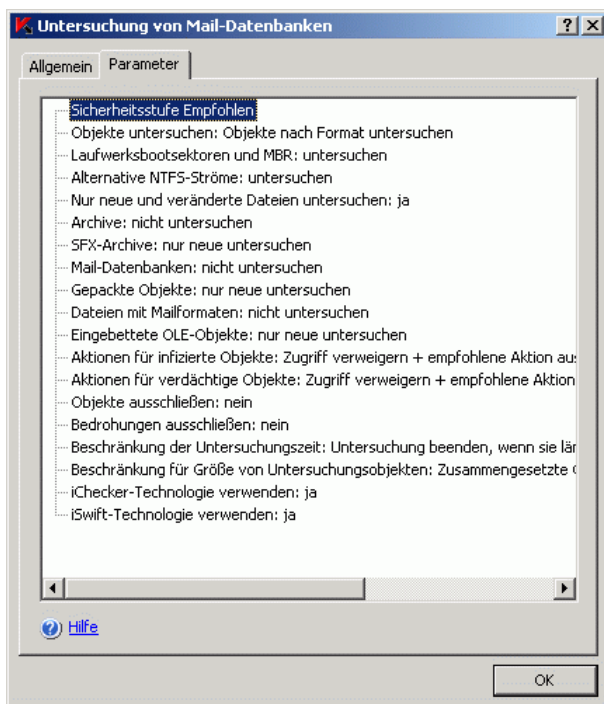 Untersuchung von Mail-Datenbanken
Allgemein Parameter
Sicherheitsstufe Empfohlen
Objekte untersuchen: Objekte nach Format untersuchen
Laufwerksbootsektoren und MBR: untersuchen
Alternative NTFS-Ströme: untersuchen
Nur neue und veränderte Dateien untersuchen: ja
Archive: nicht untersuchen
SFX-Archive: nur neue untersuchen
Mail-Datenbanken: nicht untersuchen
Gepackte Objekte: nur neue untersuchen
Dateien mit Mailformaten: nicht untersuchen
Eingebettete OLE-Objekte: nur neue untersuchen
Aktionen für infizierte Objekte: Zugriff verweigern + empfohlene Aktion aus
Aktionen für verdächtige Objekte: Zugriff verweigern + empfohlene Aktion
Objekte ausschließen: nein
Bedrohungen ausschließen: nein
Beschränkung der Untersuchungszeit: Untersuchung beenden, wenn sie lär
Beschränkung für Größe von Untersuchungsobjekten: Zusammengesetzte
iChecker-Technologie verwenden: ja
iSwift-Technologie verwenden: ja
Hilfe
OK